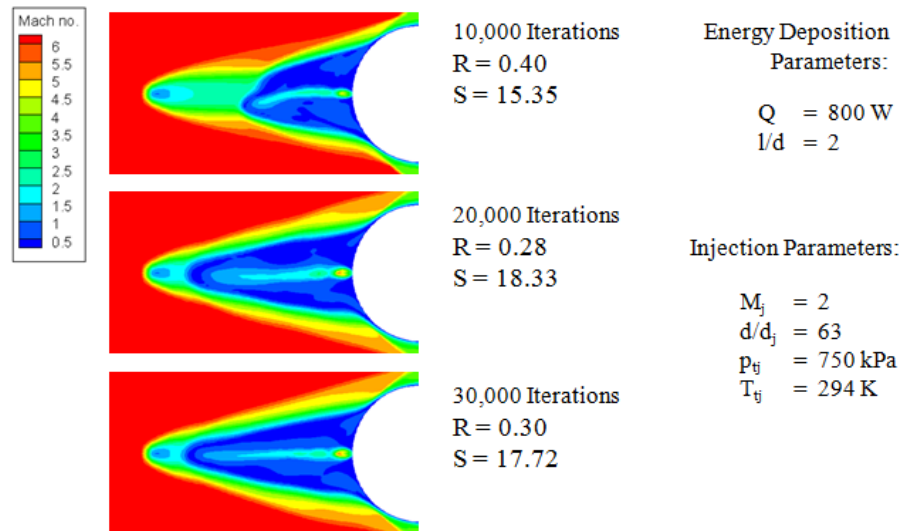 Mach no.
6
5.5
5
4.5
4
3.5
3
2.5
2
1.5
1
0.5
10,000 Iterations
R = 0.40
S = 15.35
20,000 Iterations
R = 0.28
S = 18.33
30,000 Iterations
R = 0.30
S = 17.72
Energy Deposition
Parameters:
Q = 800 W
l/d = 2
Injection Parameters:
Mj = 2
d/dj = 63
ptj = 750 kPa
Ttj = 294 K